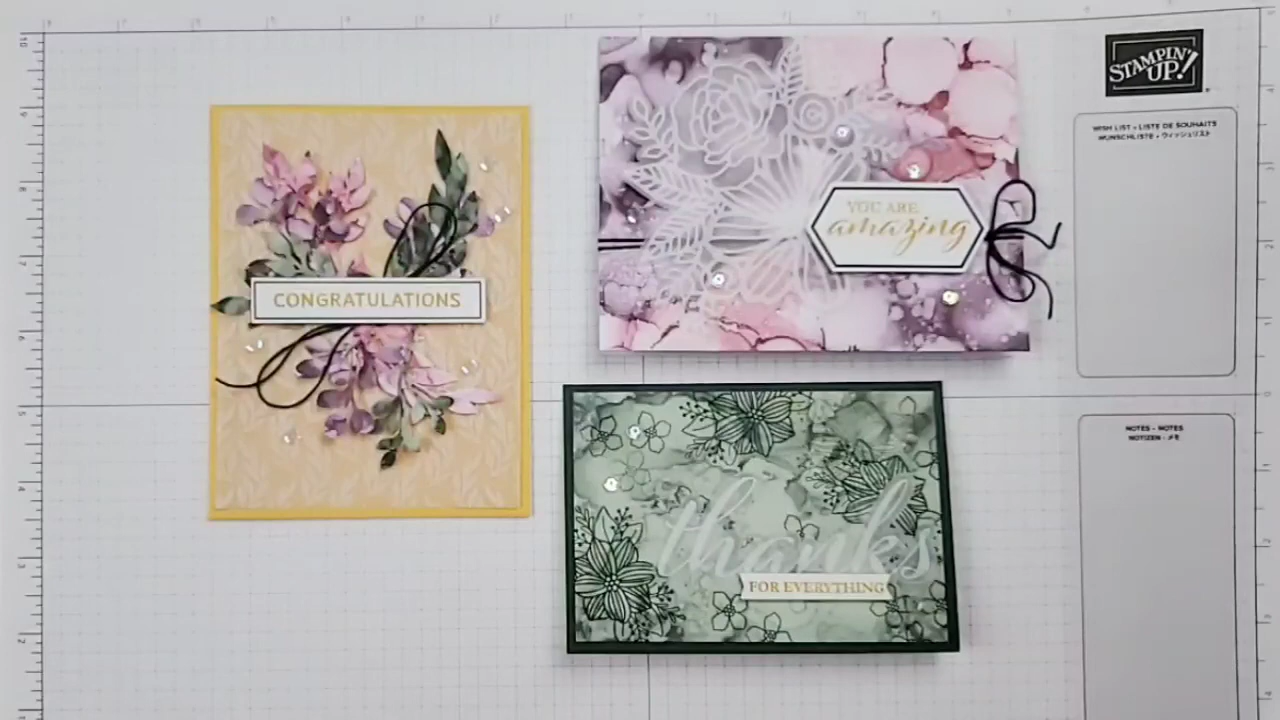 CONGRATULATIONS
YOU ARE
amazing
thanks
FOR EVERYTHING
STAMPIN'
UP!
WISH LIST • LISTE DE SOUHAITS
WUNSCHLISTE • ウィッシュリスト
NOTES • NOTES
NOTIZEN • メモ